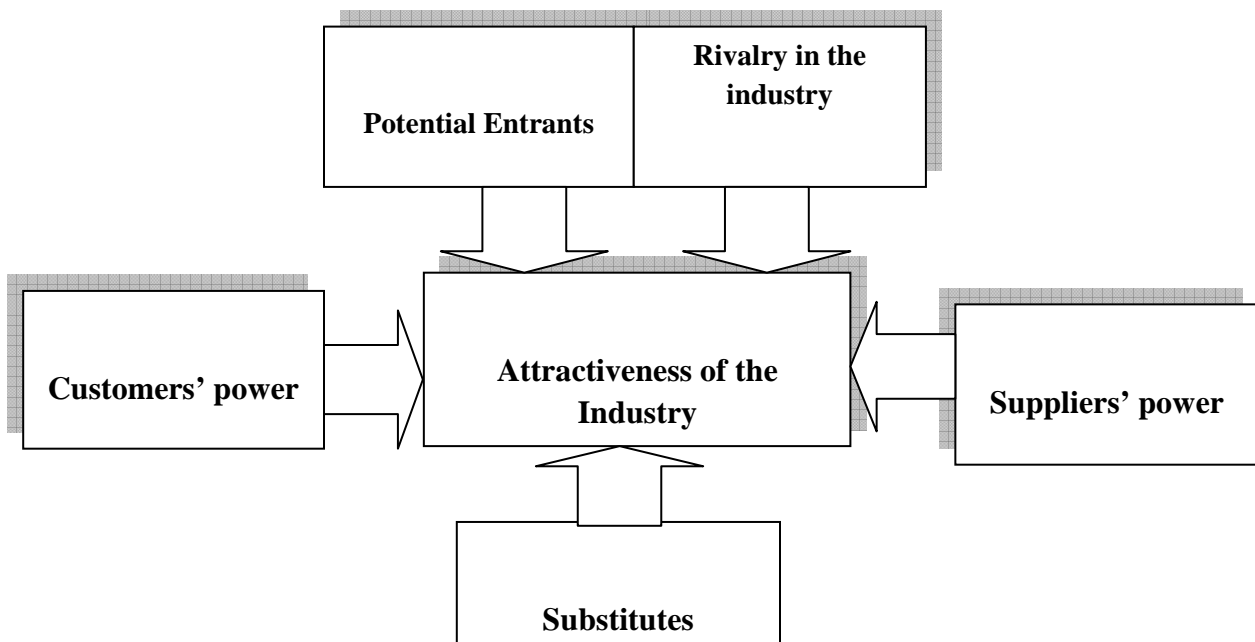 Potential Entrants
Rivalry in the
industry
Customers’ power
Attractiveness of the
Industry
Suppliers’ power
Substitutes